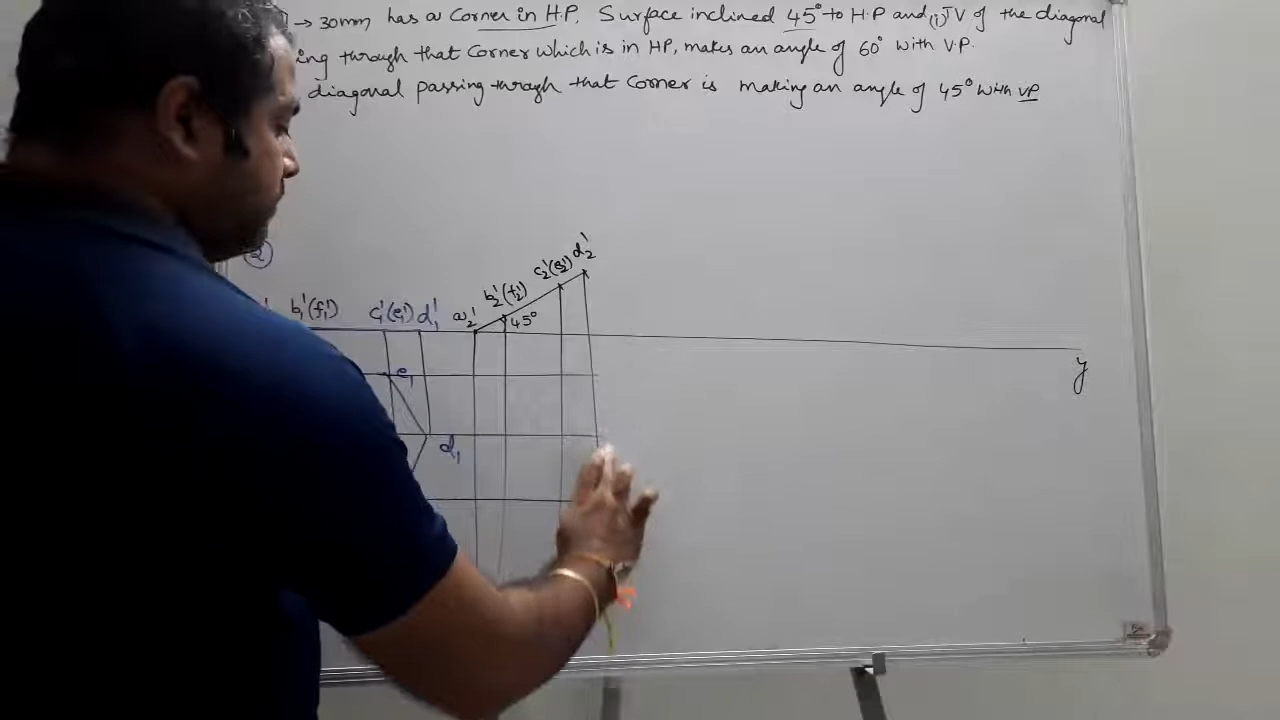 → 30mm, has a Corner in H.P. Surface inclined 45° to H.P and (i) TV of the diagonal
ing through that Corner which is in HP, makes an angle of 60° with V.P.
diagonal passing through that Corner is making an angle of 45° with VP
2
b1'(f1') c1'(e1') d1' a2' b2'(f2') c2'(e2') d2'
45°
y
e1
d1